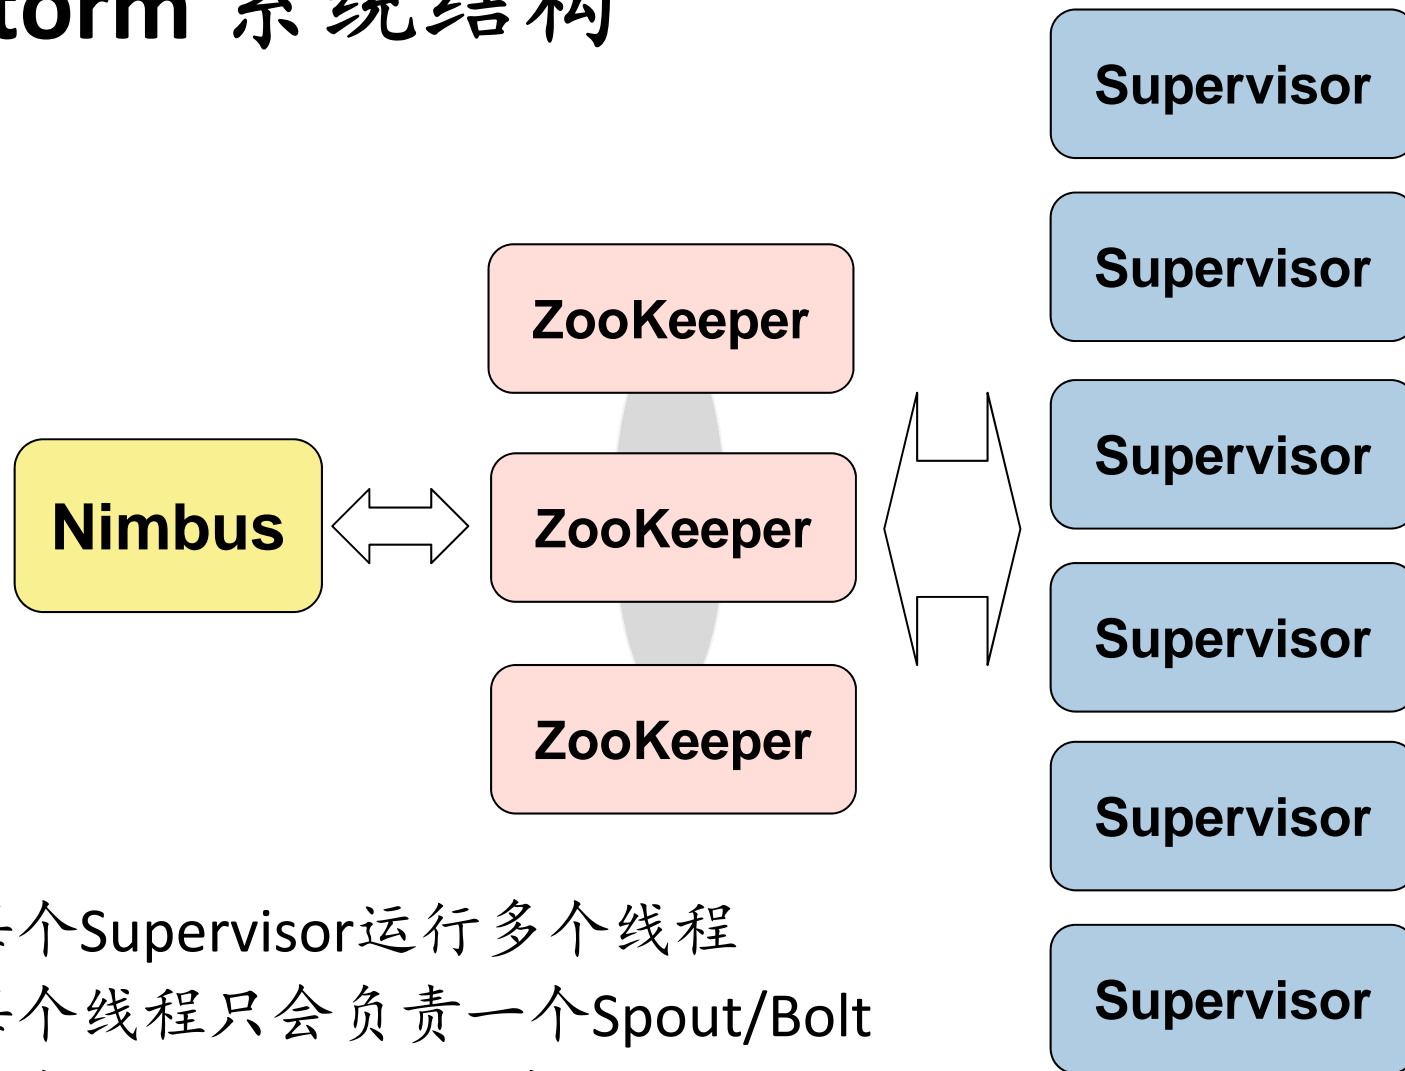 torm 系统结构
Supervisor
Supervisor
ZooKeeper
Supervisor
Nimbus
ZooKeeper
Supervisor
ZooKeeper
Supervisor
个Supervisor运行多个线程
个线程只会负责一个Spout/Bolt
Supervisor